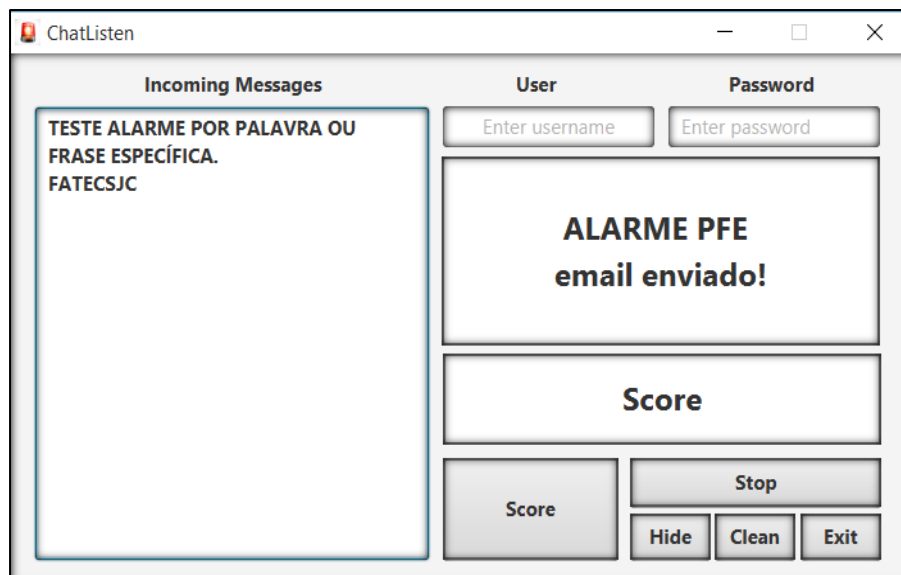 ChatListen
Incoming Messages
User
Password
TESTE ALARME POR PALAVRA OU
FRASE ESPECÍFICA.
FATECSJC
Enter username
Enter password
ALARME PFE
email enviado!
Score
Score
Stop
Hide
Clean
Exit